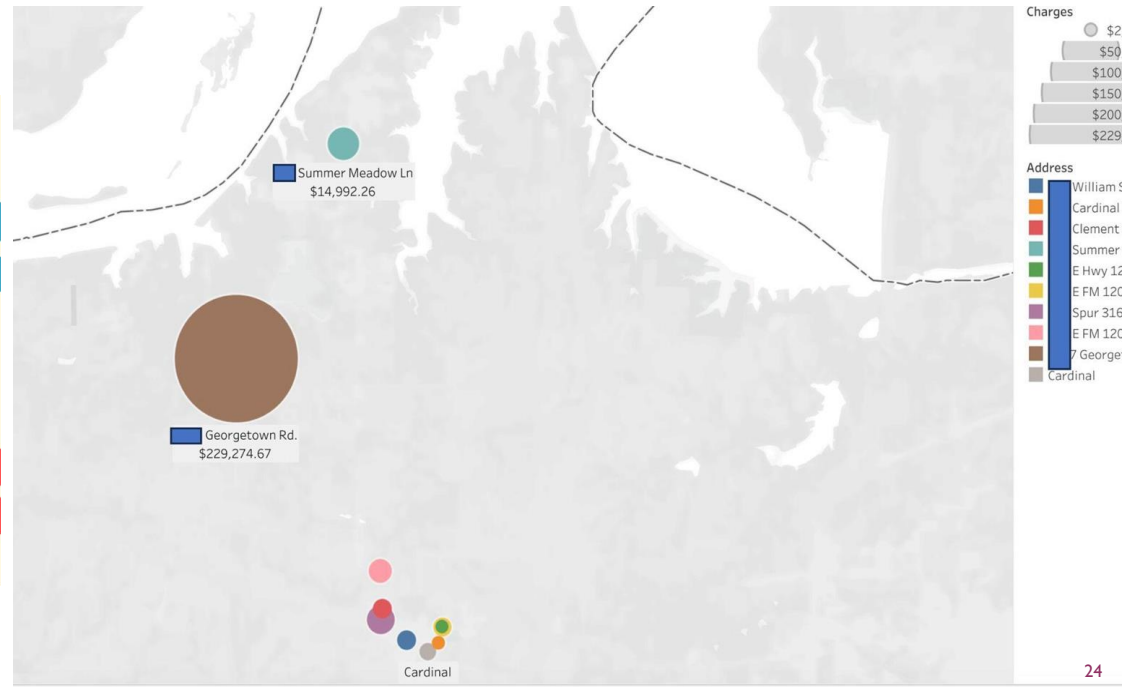 Charges
$2
$50
$100
$150
$200
$229
Summer Meadow Ln
$14,992.26
Address
William S
Cardinal
Clement
Summer
E Hwy 12
E FM 120
Spur 316
E FM 120
7 George
Cardinal
Georgetown Rd.
$229,274.67
Cardinal
24